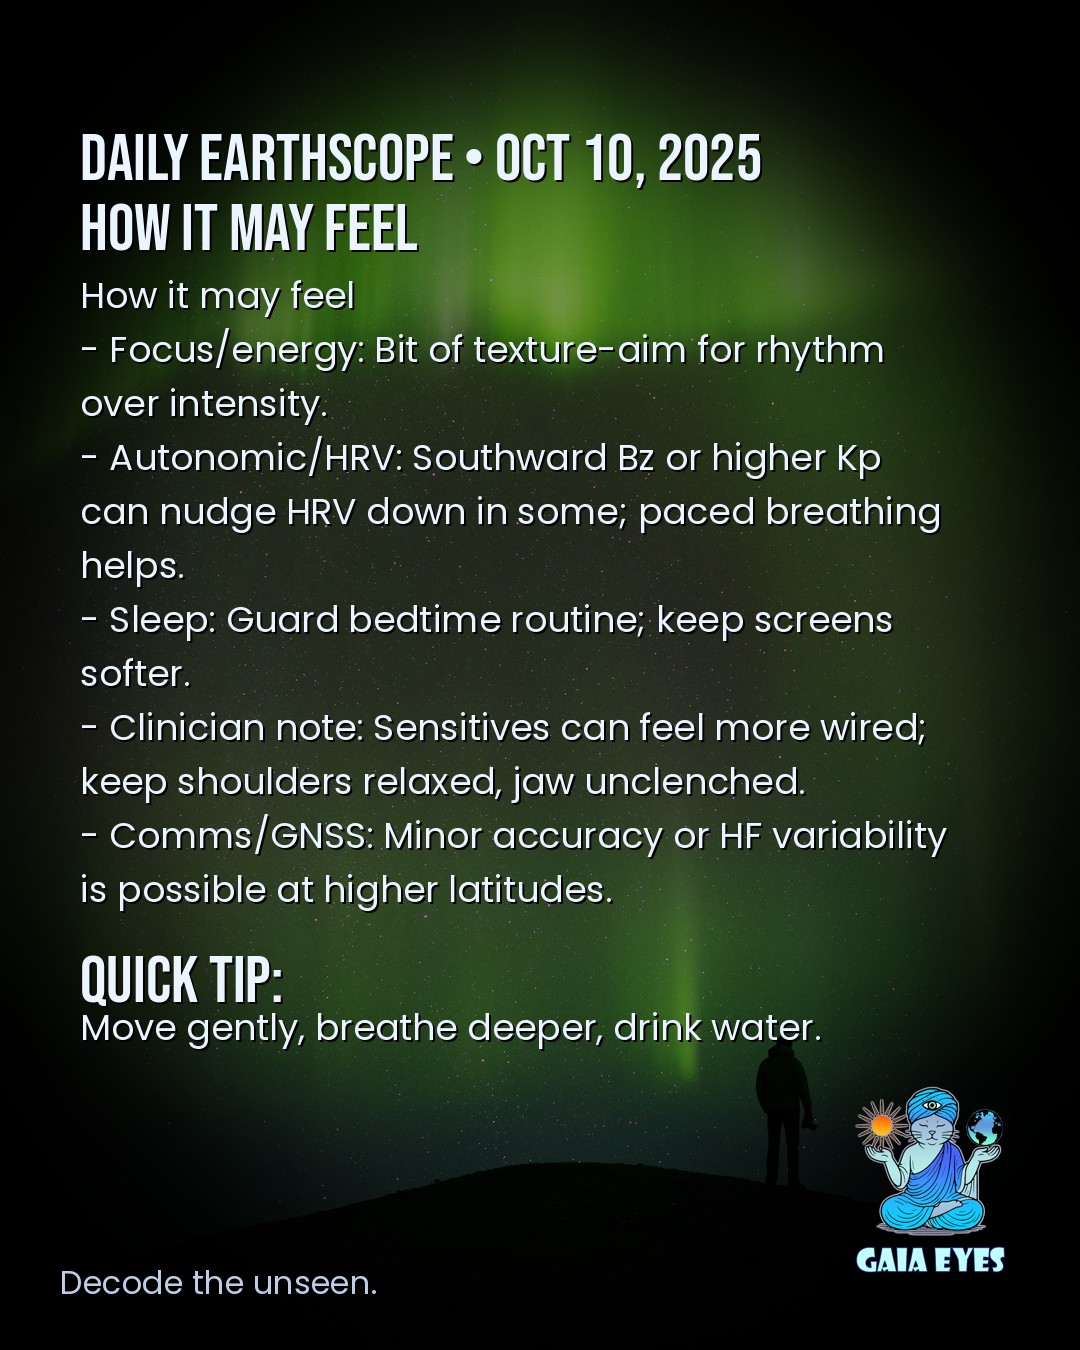 DAILY EARTHSCOPE • OCT 10, 2025
HOW IT MAY FEEL
How it may feel
- Focus/energy: Bit of texture-aim for rhythm
over intensity.
- Autonomic/HRV: Southward Bz or higher Kp
can nudge HRV down in some; paced breathing
helps.
- Sleep: Guard bedtime routine; keep screens
softer.
- Clinician note: Sensitives can feel more wired;
keep shoulders relaxed, jaw unclenched.
- Comms/GNSS: Minor accuracy or HF variability
is possible at higher latitudes.
QUICK TIP:
Move gently, breathe deeper, drink water.
GAIA EYES
Decode the unseen.